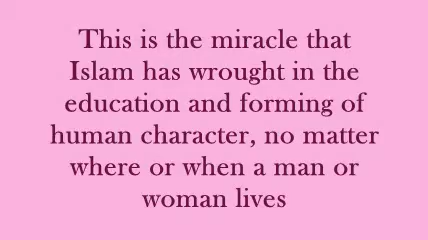 This is the miracle that
Islam has wrought in the
education and forming of
human character, no matter
where or when a man or
woman lives